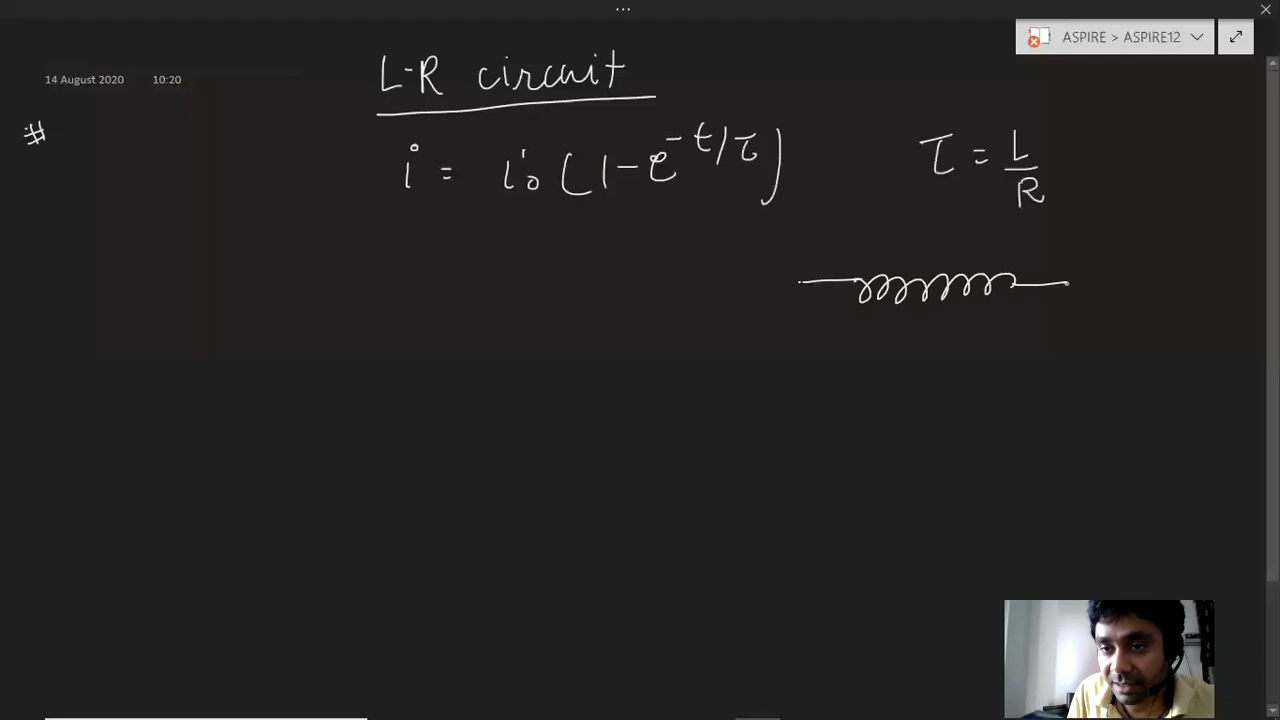 ASPIRE > ASPIRE12
L-R circuit
14 August 2020 10:20
#
i = i₀ (1 - e^{-t/τ}) τ = L/R